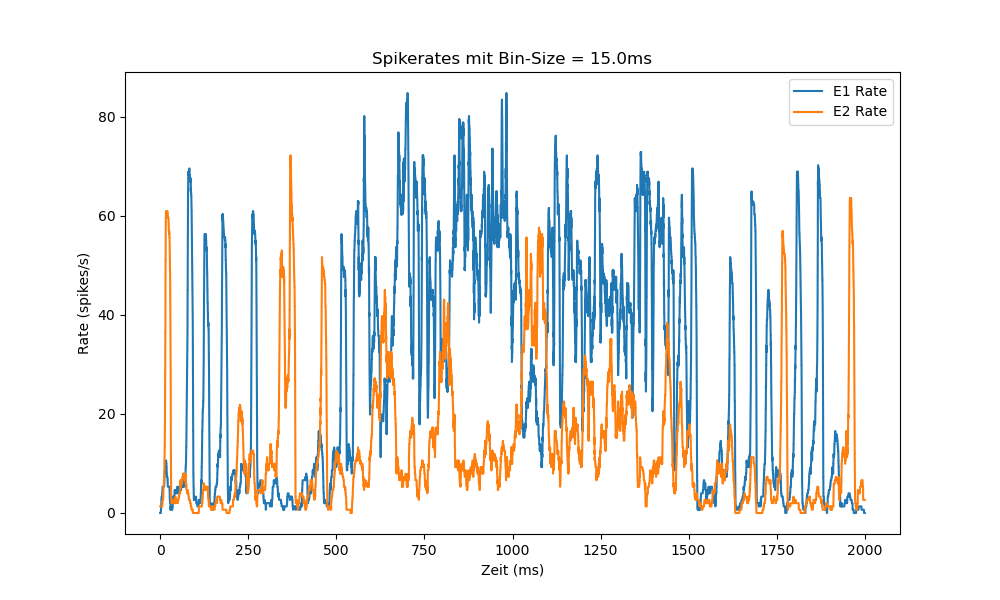 Spikerates mit Bin-Size = 15.0ms
E1 Rate
E2 Rate
Rate (spikes/s)
80
60
40
20
0
0 250 500 750 1000 1250 1500 1750 2000
Zeit (ms)